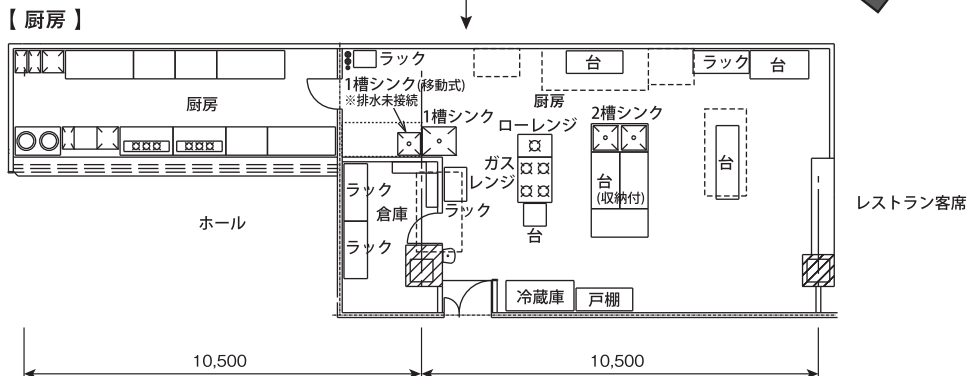 【 厨房 】
ラック
1槽シンク(移動式)
※排水未接続
1槽シンク
厨房
厨房
ローレンジ
2槽シンク
台
ラック
台
ガス
レンジ
台
台
(収納付)
台
ラック
倉庫
ラック
ラック
ホール
レストラン客席
冷蔵庫
戸棚
10,500
10,500